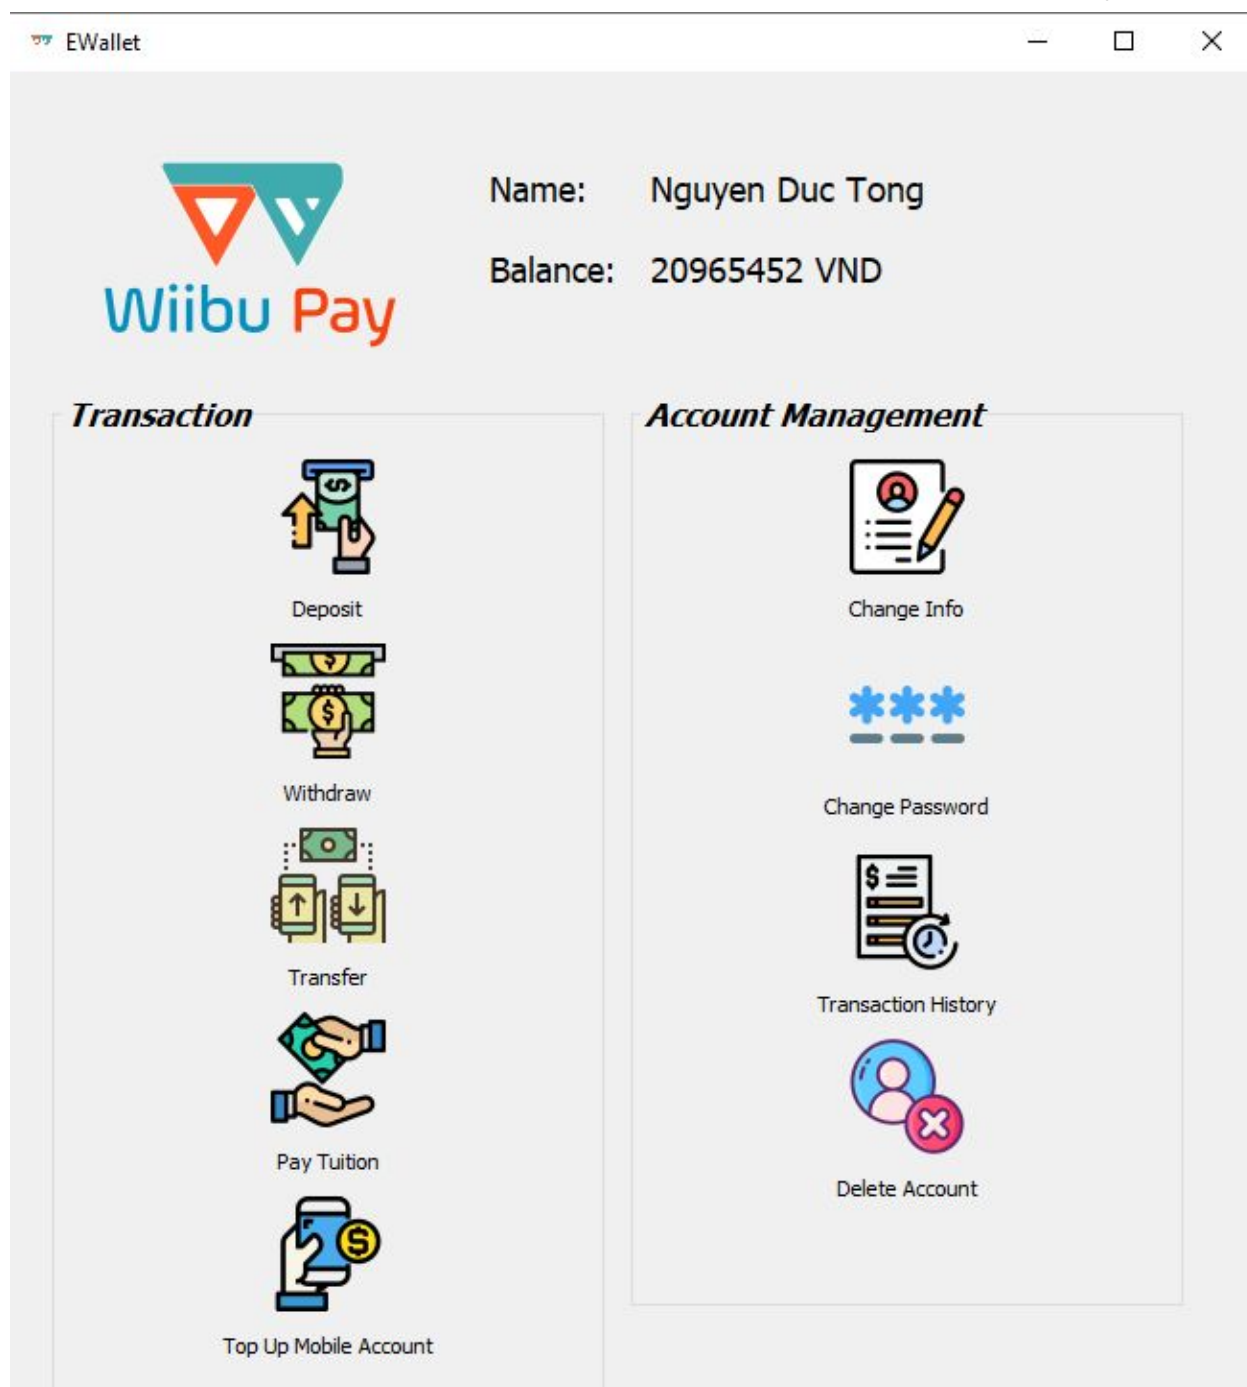 EWallet
Name: Nguyen Duc Tong
Balance: 20965452 VND
Wiibu Pay
Transaction
Deposit
Withdraw
Transfer
Pay Tuition
Top Up Mobile Account
Account Management
Change Info
Change Password
Transaction History
Delete Account